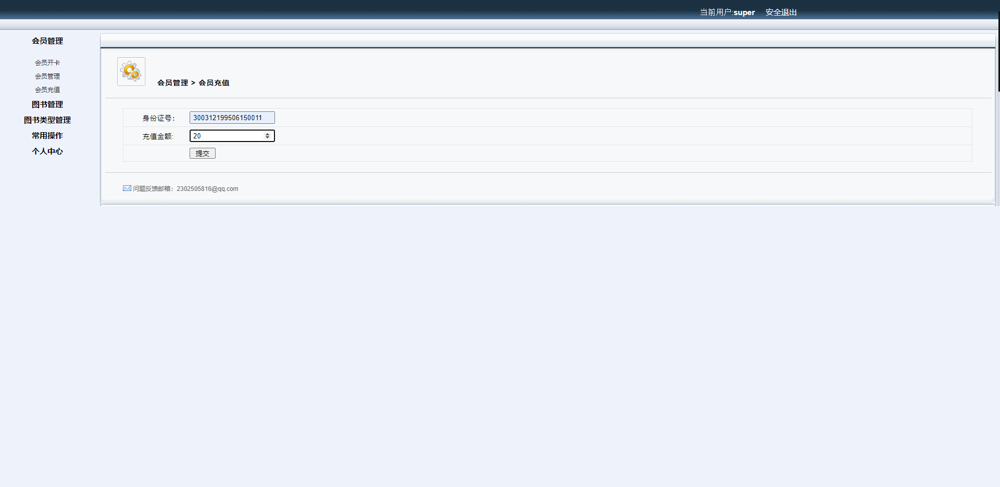 当前用户:super 安全退出
会员管理
会员开卡
会员管理
会员充值
图书管理
图书类型管理
常用操作
个人中心
会员管理 > 会员充值
身份证号： 300312199506150011
充值金额: 20
提交
问题反馈邮箱：2302505816@qq.com